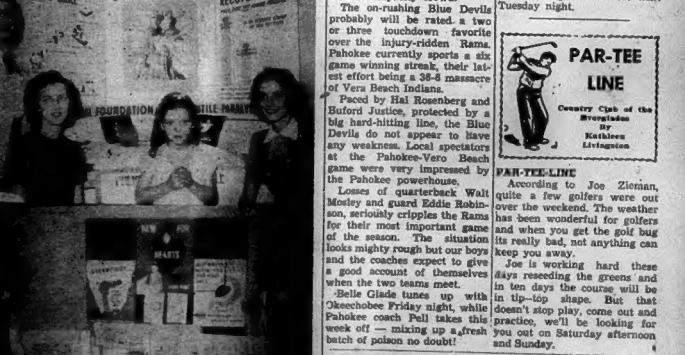 RECOVE
AL FOUNDATION
TILE PARALY
HEARTS
The on-rushing Blue Devils
probably will be rated a two
or three touchdown favorite
over the injury-ridden Rams.
Pahokee currently sports a six
game winning streak, their lat-
est effort being a 36-6 massacre
of Vera Beach Indians.
Paced by Hal Rosenberg and
Buford Justice, protected by a
big hard-hitting line, the Blue
Devils do not appear to have
any weakness. Local spectators
at the Pahokee-Vero Beach
game were very impressed by
the Pahokee powerhouse.
Losses of quarterback Walt
Mosley and guard Eddie Robin-
son, seriously cripples the Rams
for their most important game
of the season. The situation
looks mighty rough but our boys
and the coaches expect to give
a good account of themselves
when the two teams meet.
Belle Glade tunes up with
Okeechobee Friday night, while
Pahokee coach Pell takes this
week off — mixing up a fresh
batch of poison no doubt!
Tuesday night.
PAR-TEE
LINE
Country Club of the
Everglades
By
Kathleen
Livingston
PAR-TEE-LINE
According to Joe Zieman,
quite a few golfers were out
over the weekend. The weather
has been wonderful for golfers
and when you get the golf bug
its really bad, not anything can
keep you away.
Joe is working hard these
days reseeding the greens and
in ten days the course will be
in tip-top shape. But that
doesn't stop play, come out and
practice, we'll be looking for
you out on Saturday afternoon
and Sunday.